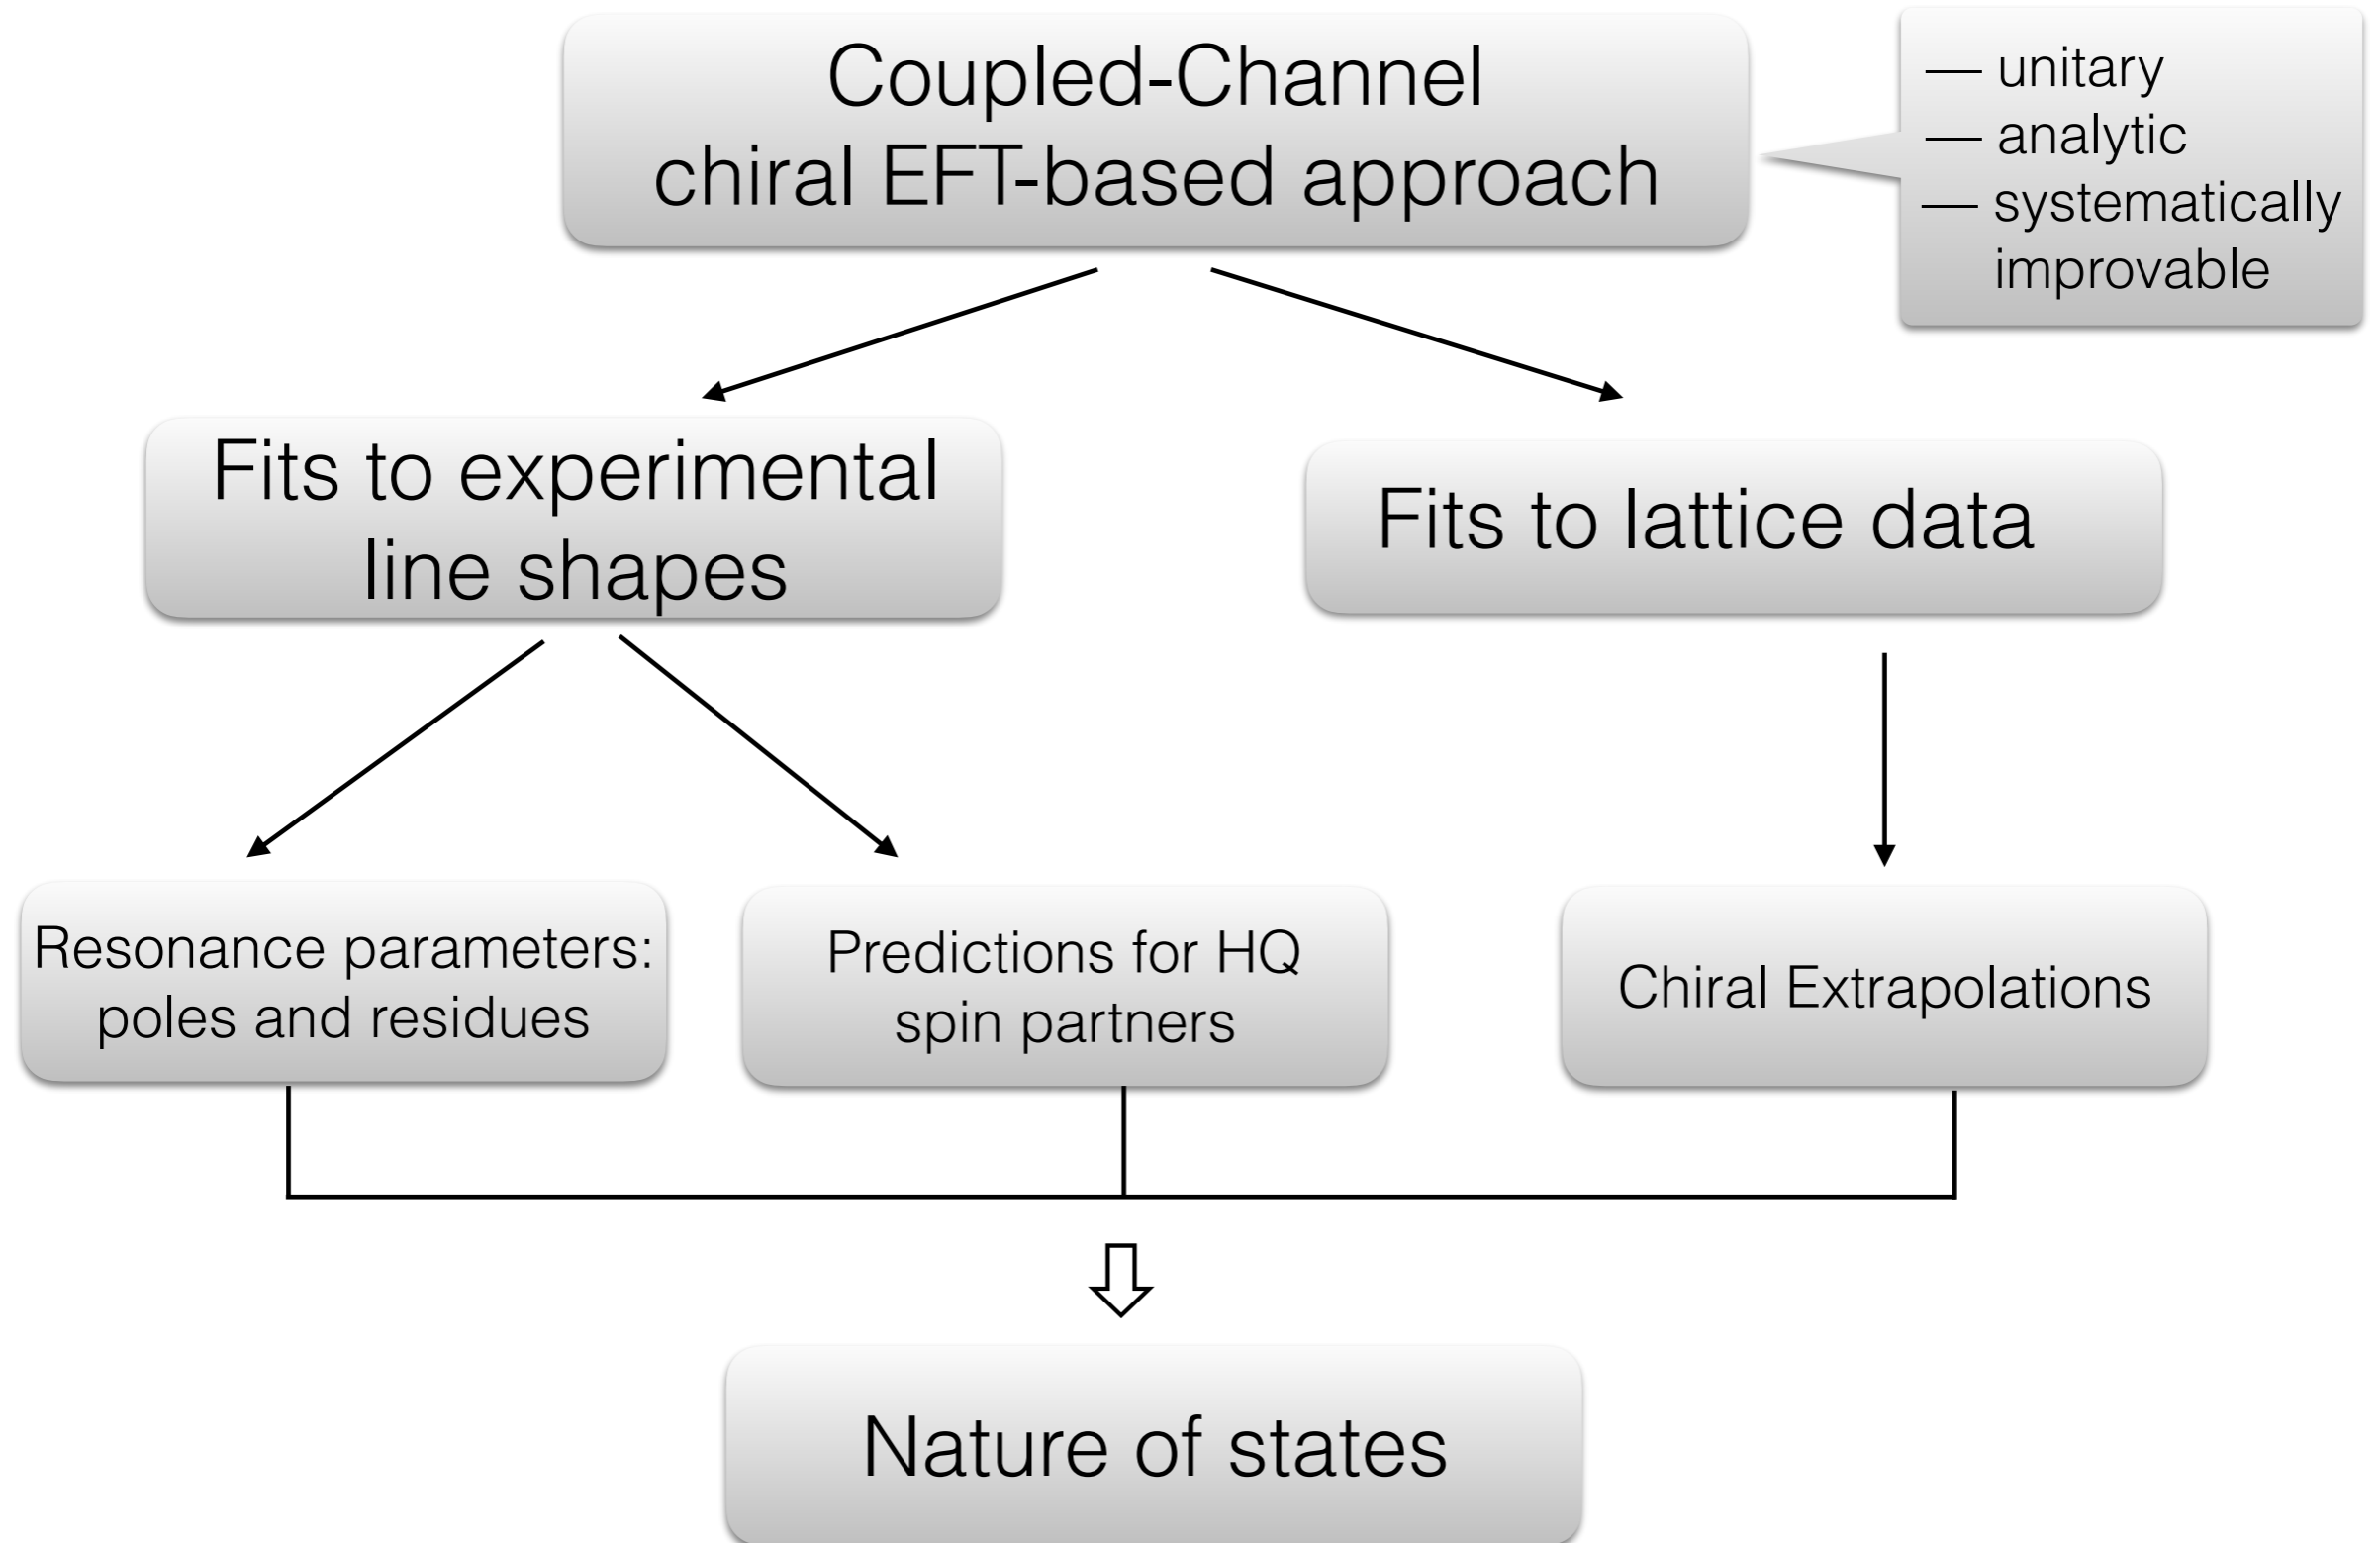 Coupled-Channel
chiral EFT-based approach
— unitary
— analytic
— systematically
improvable
Fits to experimental
line shapes
Fits to lattice data
Resonance parameters:
poles and residues
Predictions for HQ
spin partners
Chiral Extrapolations
Nature of states